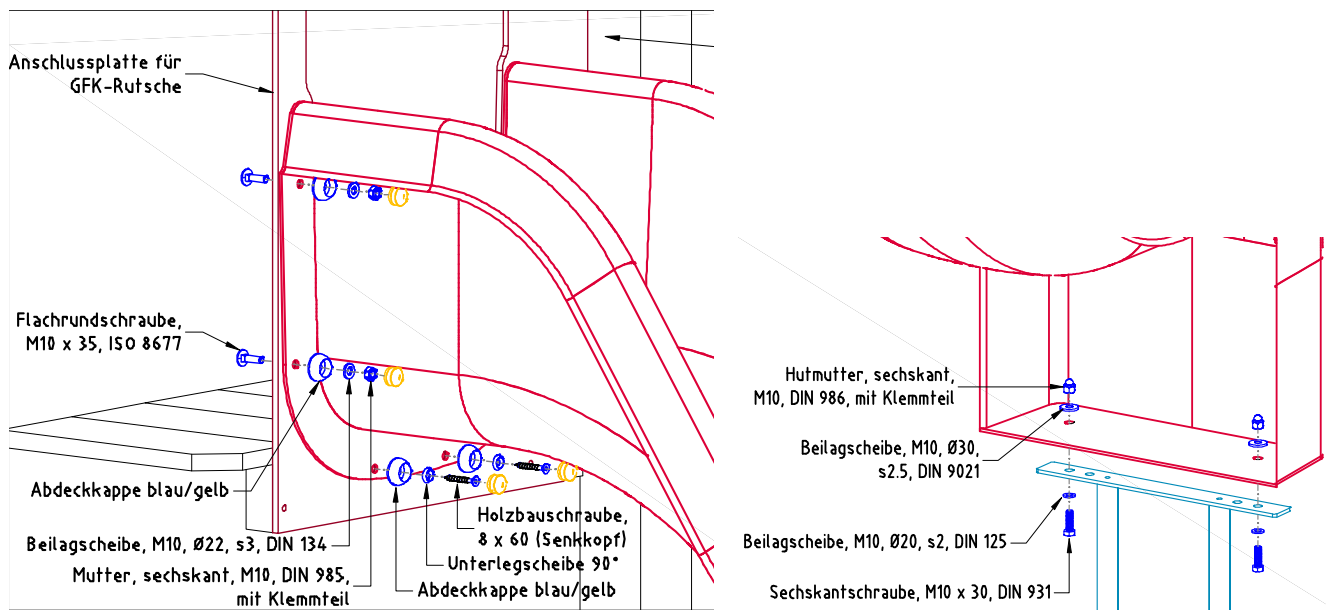 Anschlussplatte für
GFK-Rutsche
Flachrundschraube,
M10 x 35, ISO 8677
Abdeckkappe blau/gelb
Beilagscheibe, M10, Ø22, s3, DIN 134
Mutter, sechskant, M10, DIN 985,
mit Klemmteil
Holzbauschraube,
8 x 60 (Senkkopf)
Unterlegscheibe 90°
Abdeckkappe blau/gelb
Hutmutter, sechskant,
M10, DIN 986, mit Klemmteil
Beilagscheibe, M10, Ø30,
s2.5, DIN 9021
Beilagscheibe, M10, Ø20, s2, DIN 125
Sechskantschraube, M10 x 30, DIN 931